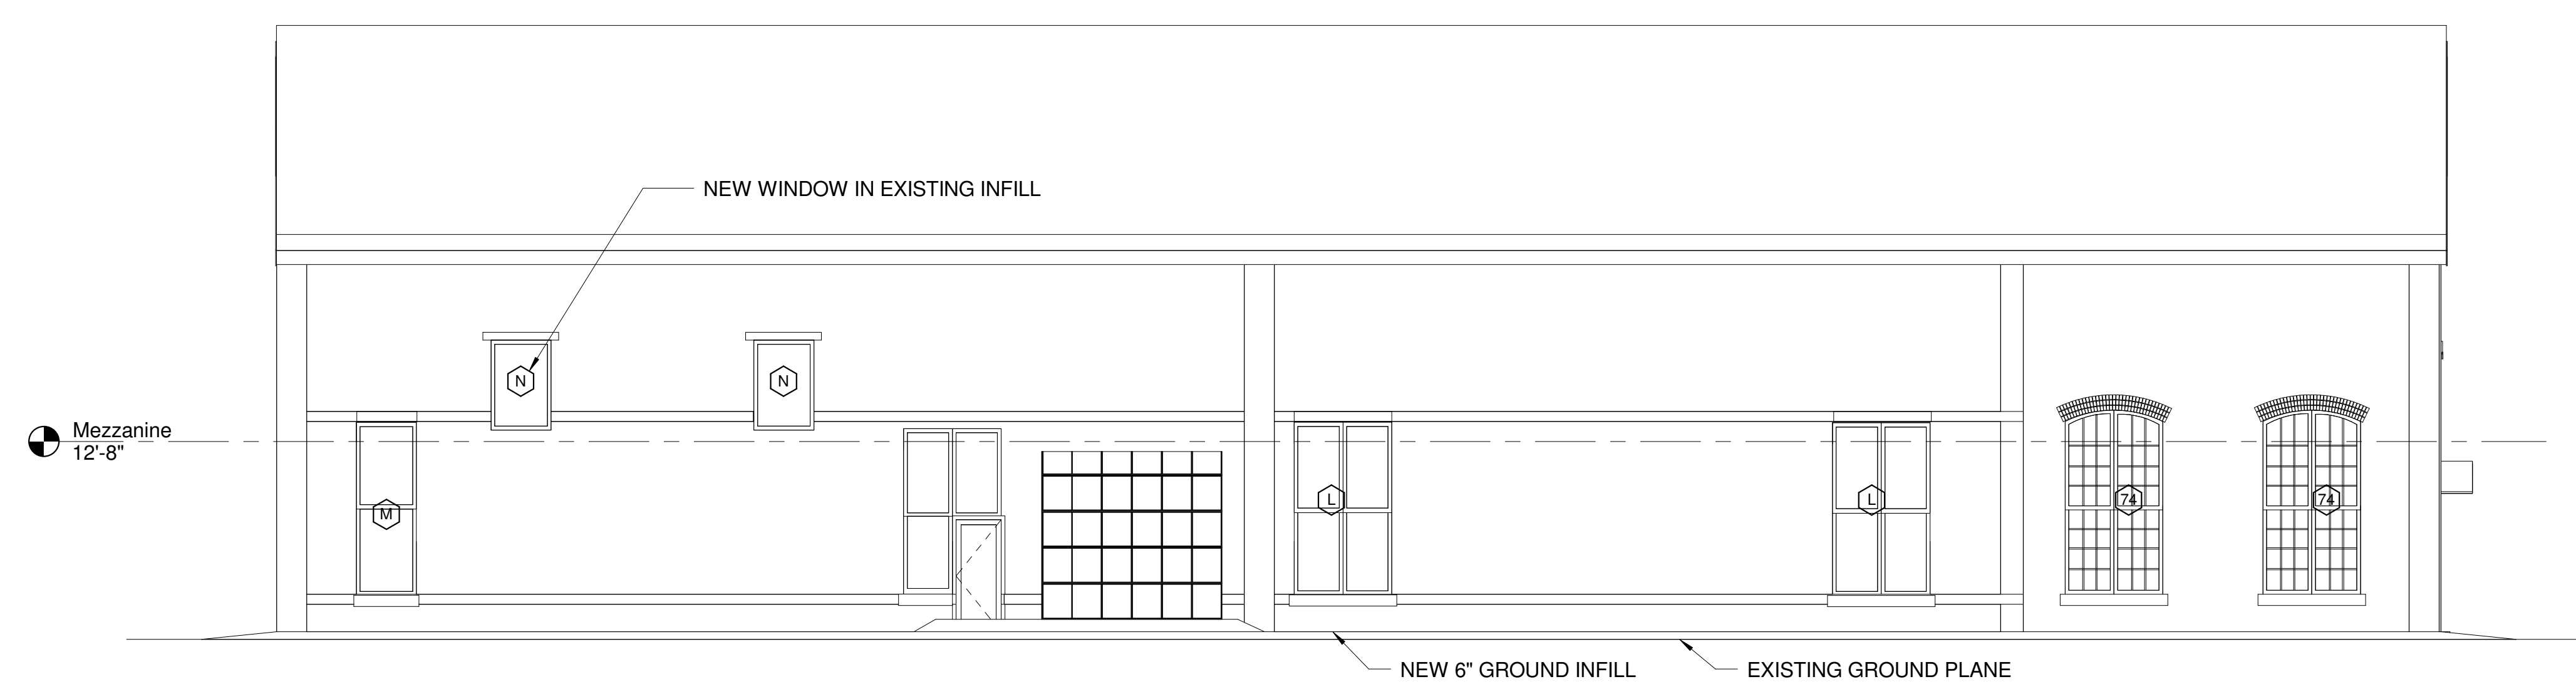 NEW WINDOW IN EXISTING INFILL
N
N
Mezzanine
12'-8"
M
L
L
74
74
NEW 6" GROUND INFILL
EXISTING GROUND PLANE